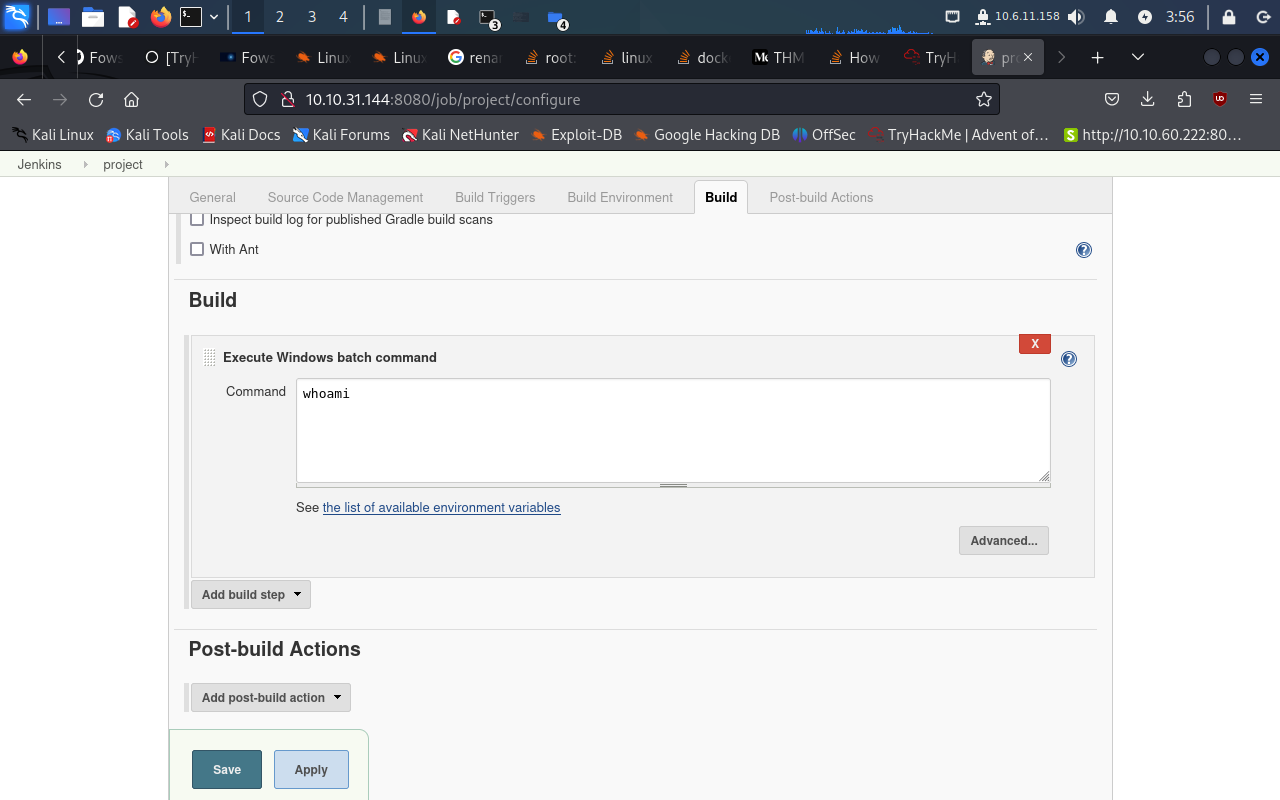 1 2 3 4 3 4 10.6.11.158 3:56
Fows [TryH Fows Linux Linux renar root: linux dock THM How TryH pro
10.10.31.144:8080/job/project/configure
Kali Linux Kali Tools Kali Docs Kali Forums Kali NetHunter Exploit-DB Google Hacking DB OffSec TryHackMe | Advent of… http://10.10.60.222:80…
Jenkins project
General Source Code Management Build Triggers Build Environment Build Post-build Actions
Inspect build log for published Gradle build scans
With Ant
Build
X
Execute Windows batch command
Command whoami
See the list of available environment variables
Advanced...
Add build step
Post-build Actions
Add post-build action
Save Apply